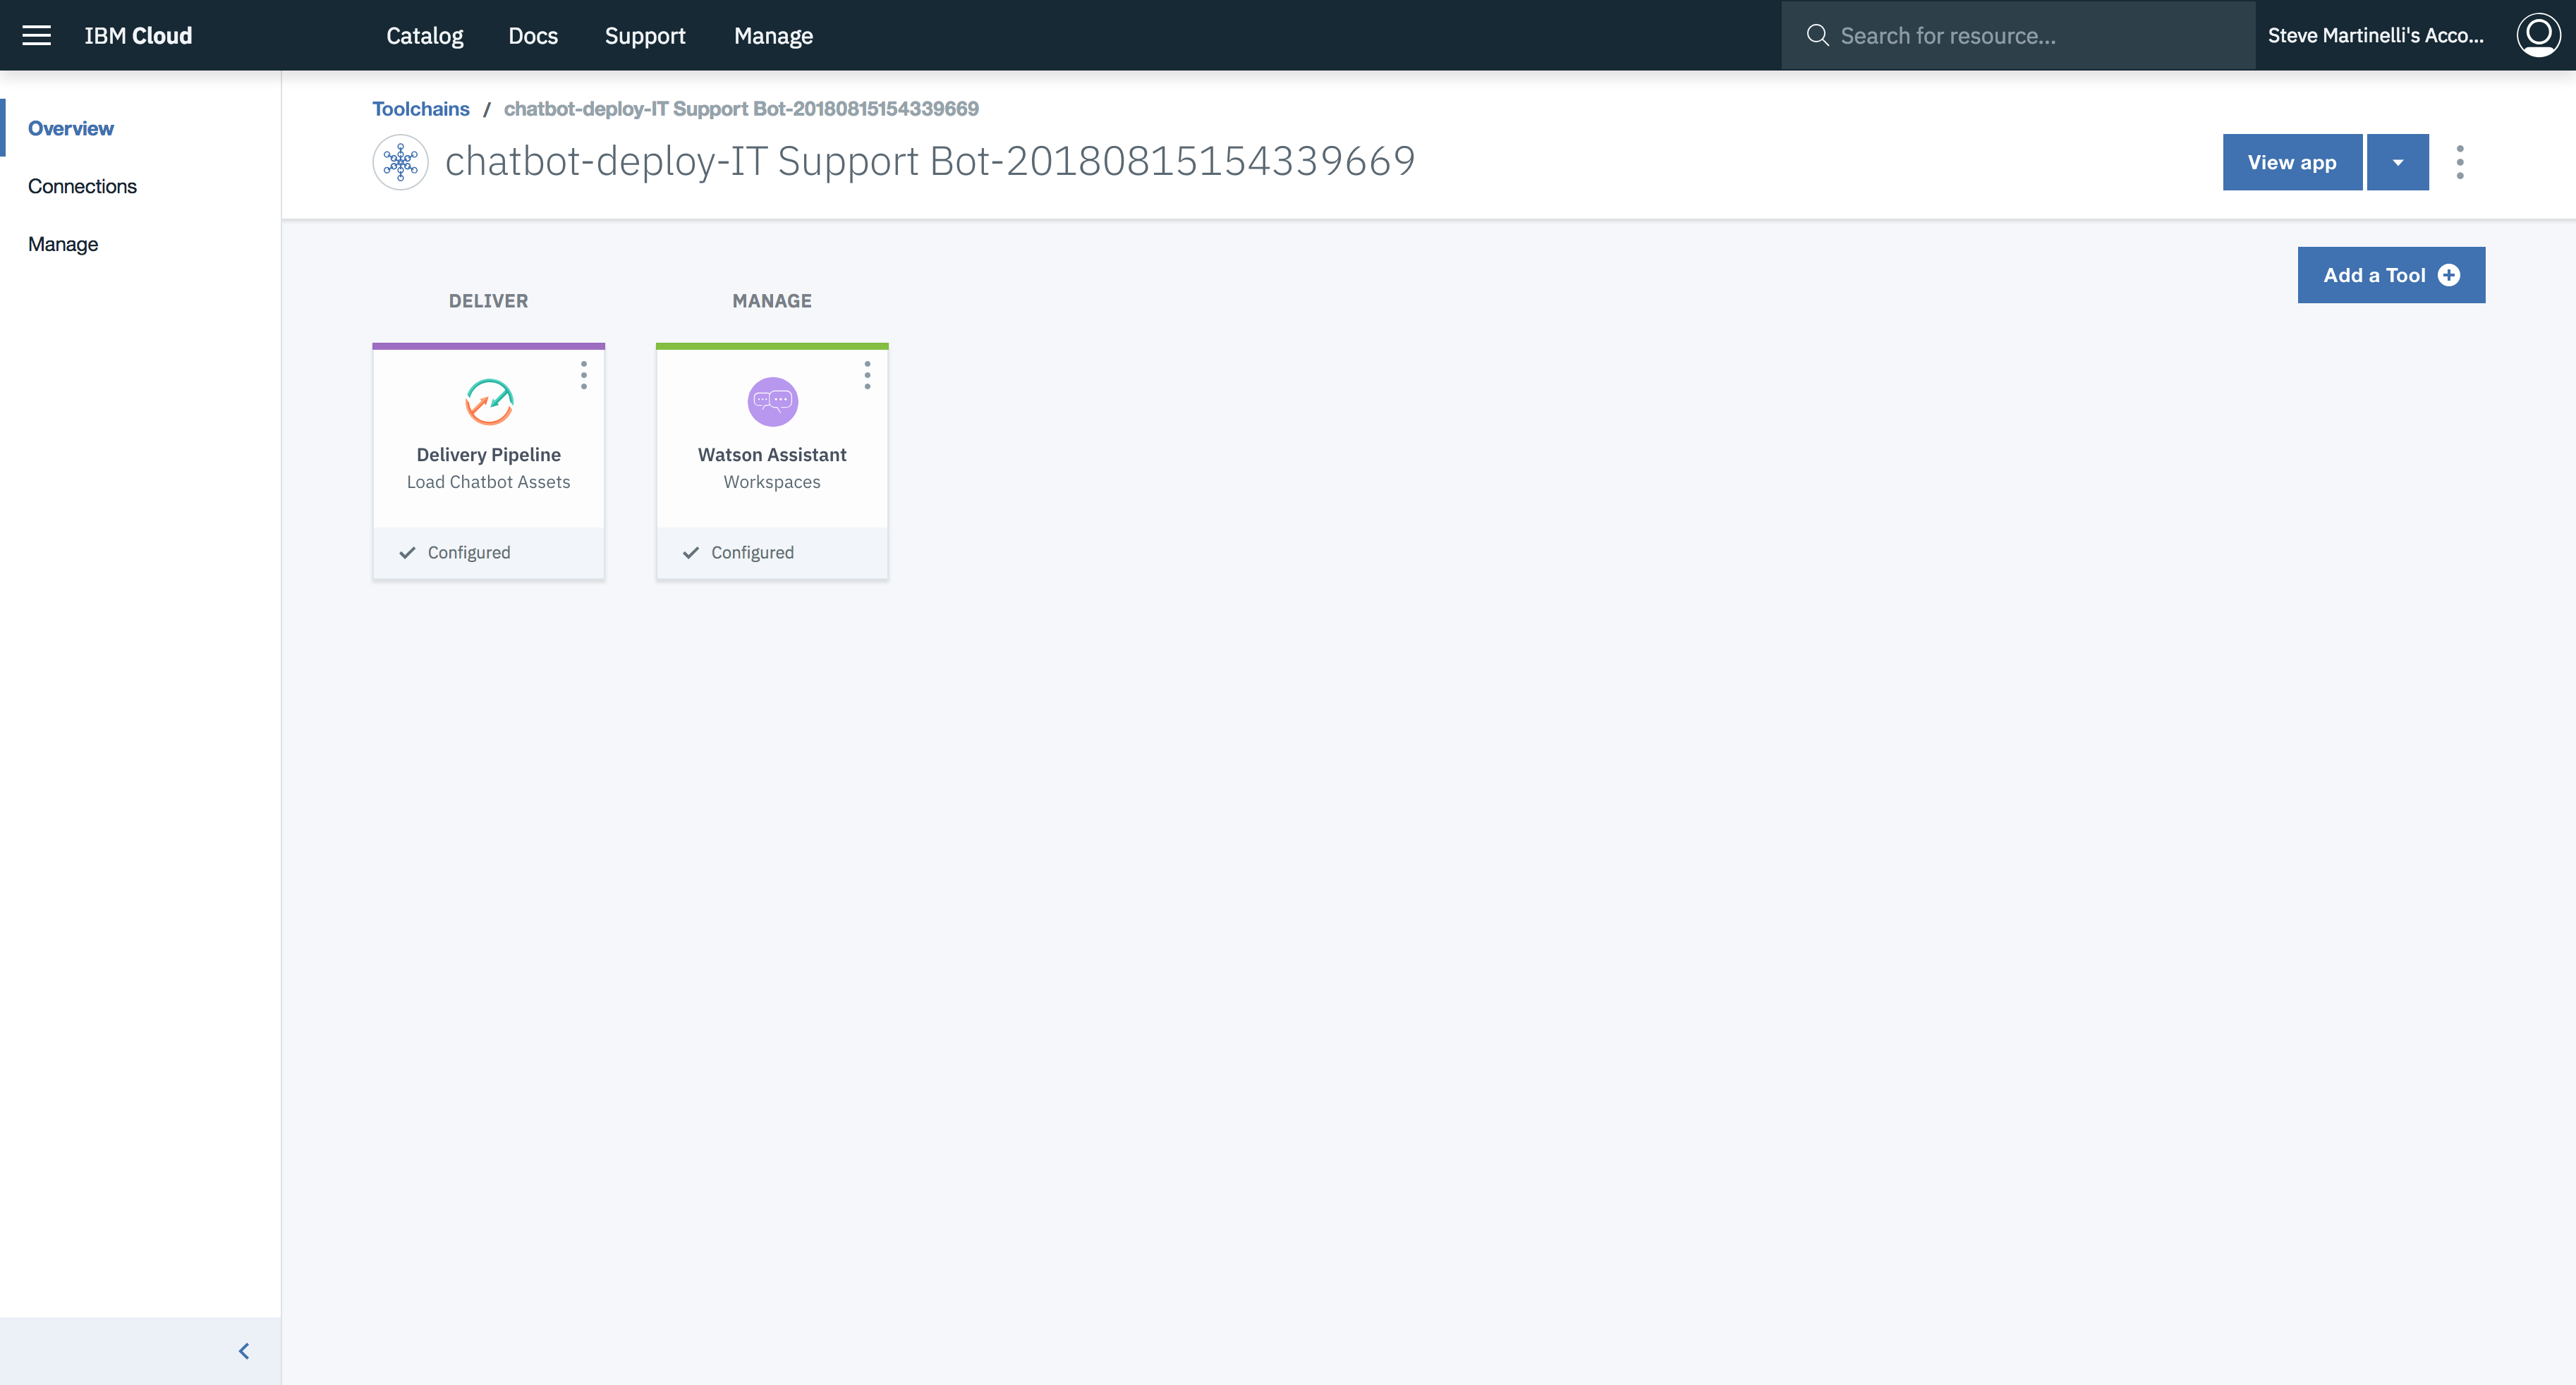 IBM Cloud
Catalog Docs Support Manage
Search for resource...
Steve Martinelli's Acco...
Overview
Connections
Manage
Toolchains / chatbot-deploy-IT Support Bot-20180815154339669
chatbot-deploy-IT Support Bot-20180815154339669
View app
Add a Tool
DELIVER
Delivery Pipeline
Load Chatbot Assets
Configured
MANAGE
Watson Assistant
Workspaces
Configured